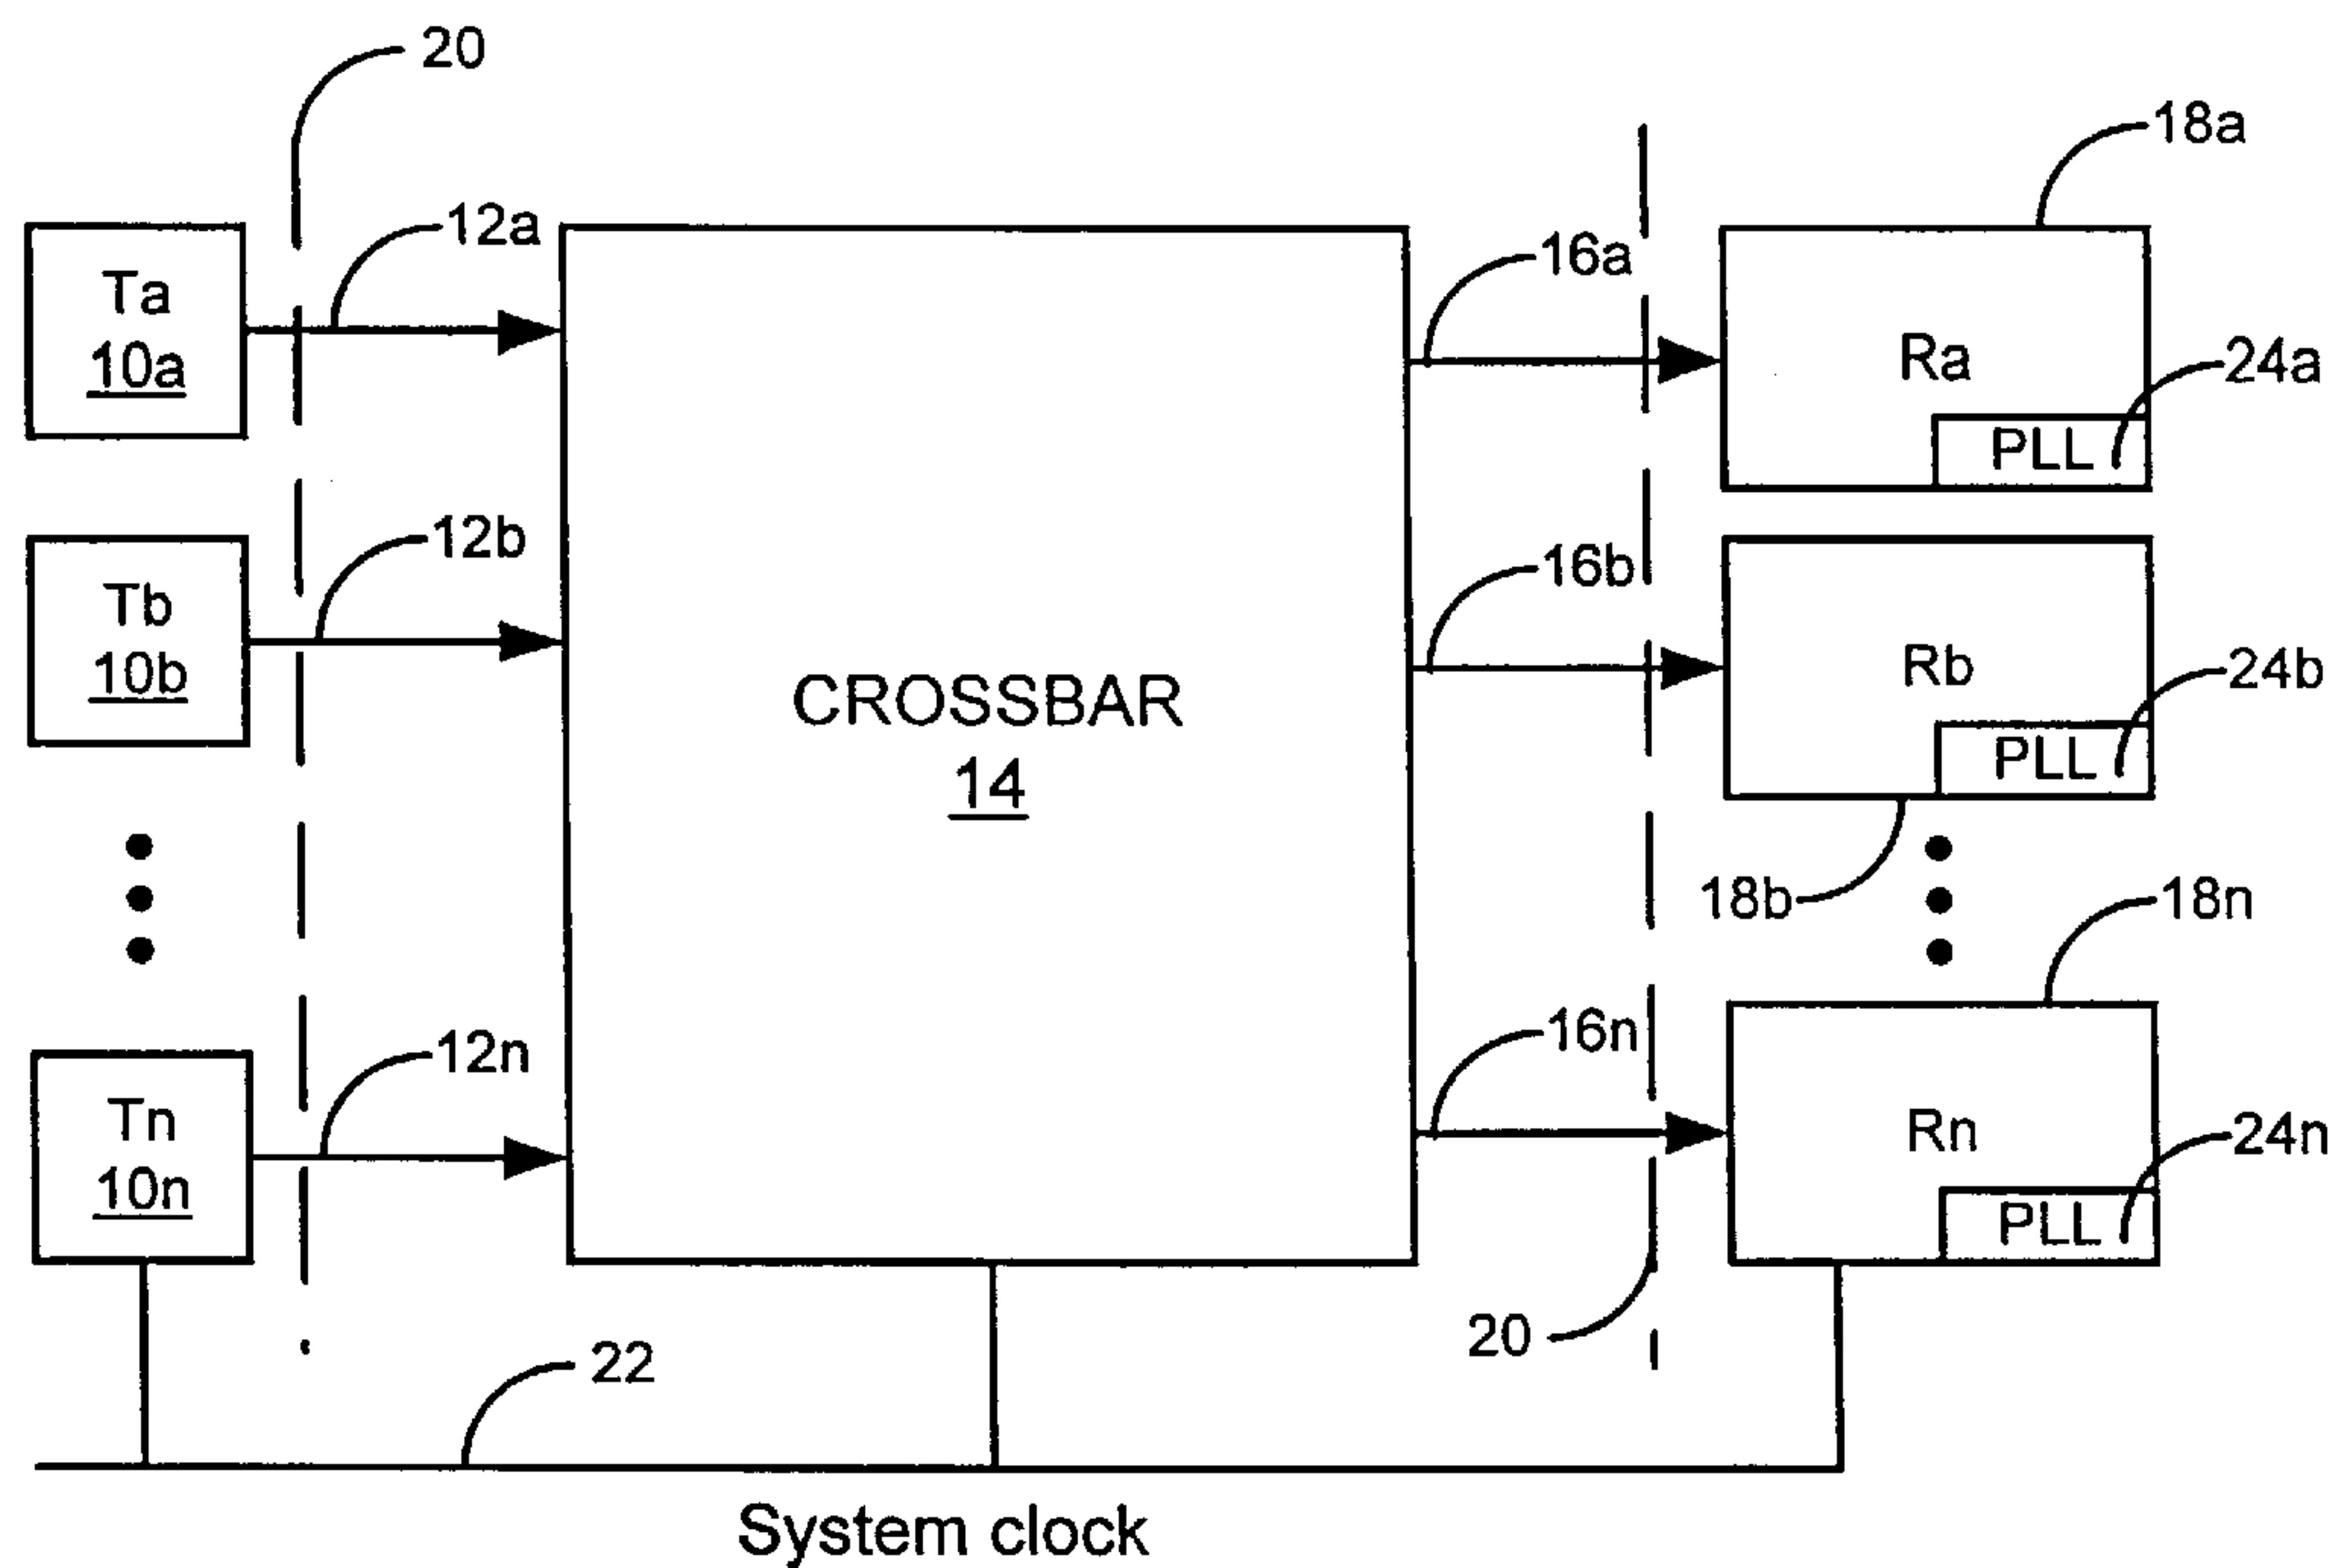 20
18a
12a
16a
Ta
10a
Ra
24a
PLL
12b
16b
Tb
10b
Rb
24b
PLL
CROSSBAR
14
18b
18n
12n
16n
Tn
10n
Rn
24n
PLL
20
22
System clock